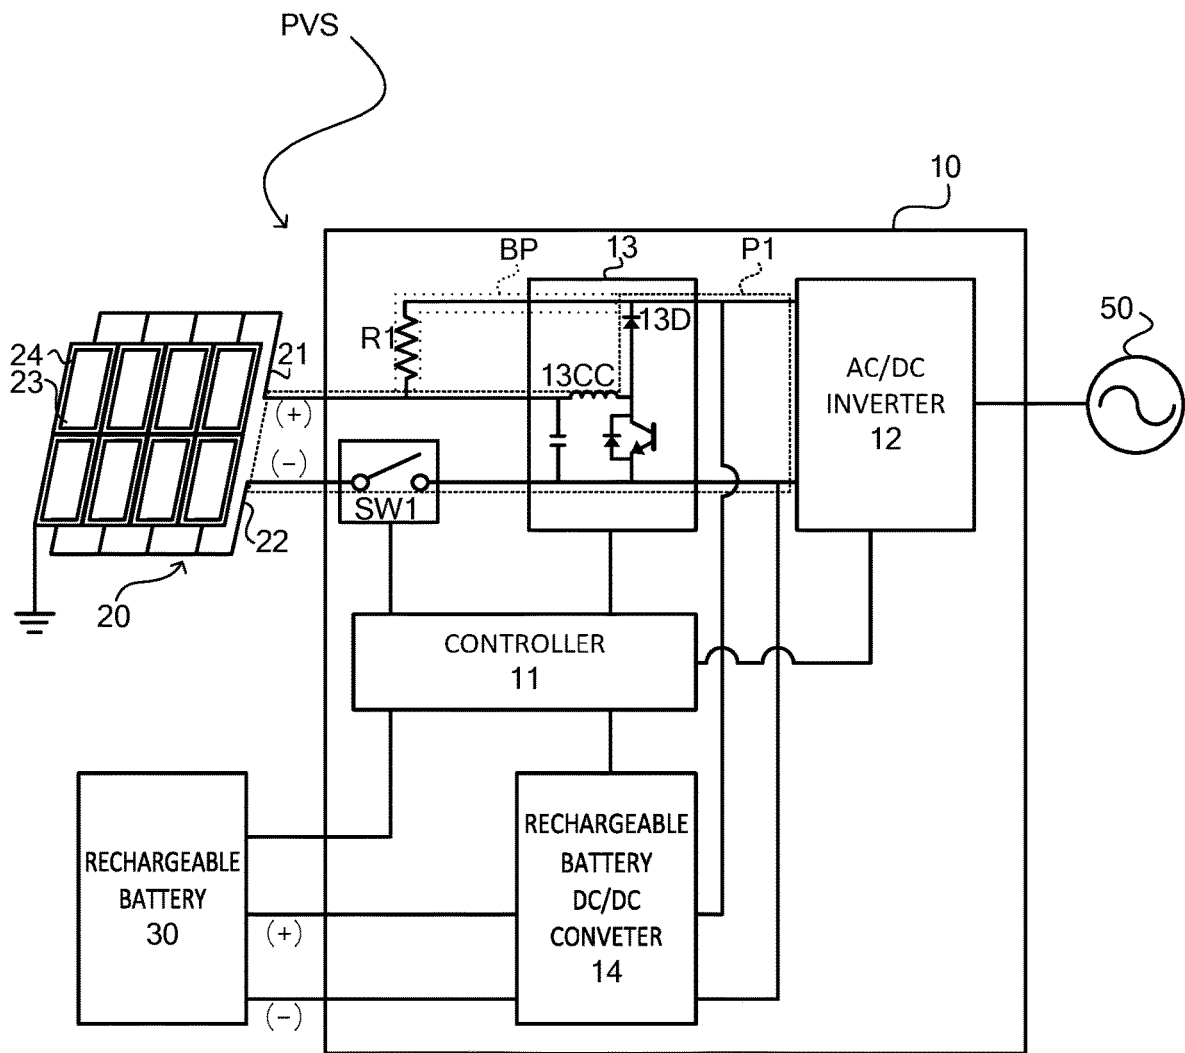 PVS
10
BP
13
P1
50
R1
13D
24
21
23
13CC
AC/DC
INVERTER
12
(+)
(-)
SW1
22
20
CONTROLLER
11
RECHARGEABLE
BATTERY
30
RECHARGEABLE
BATTERY
DC/DC
CONVETER
14
(+)
(-)